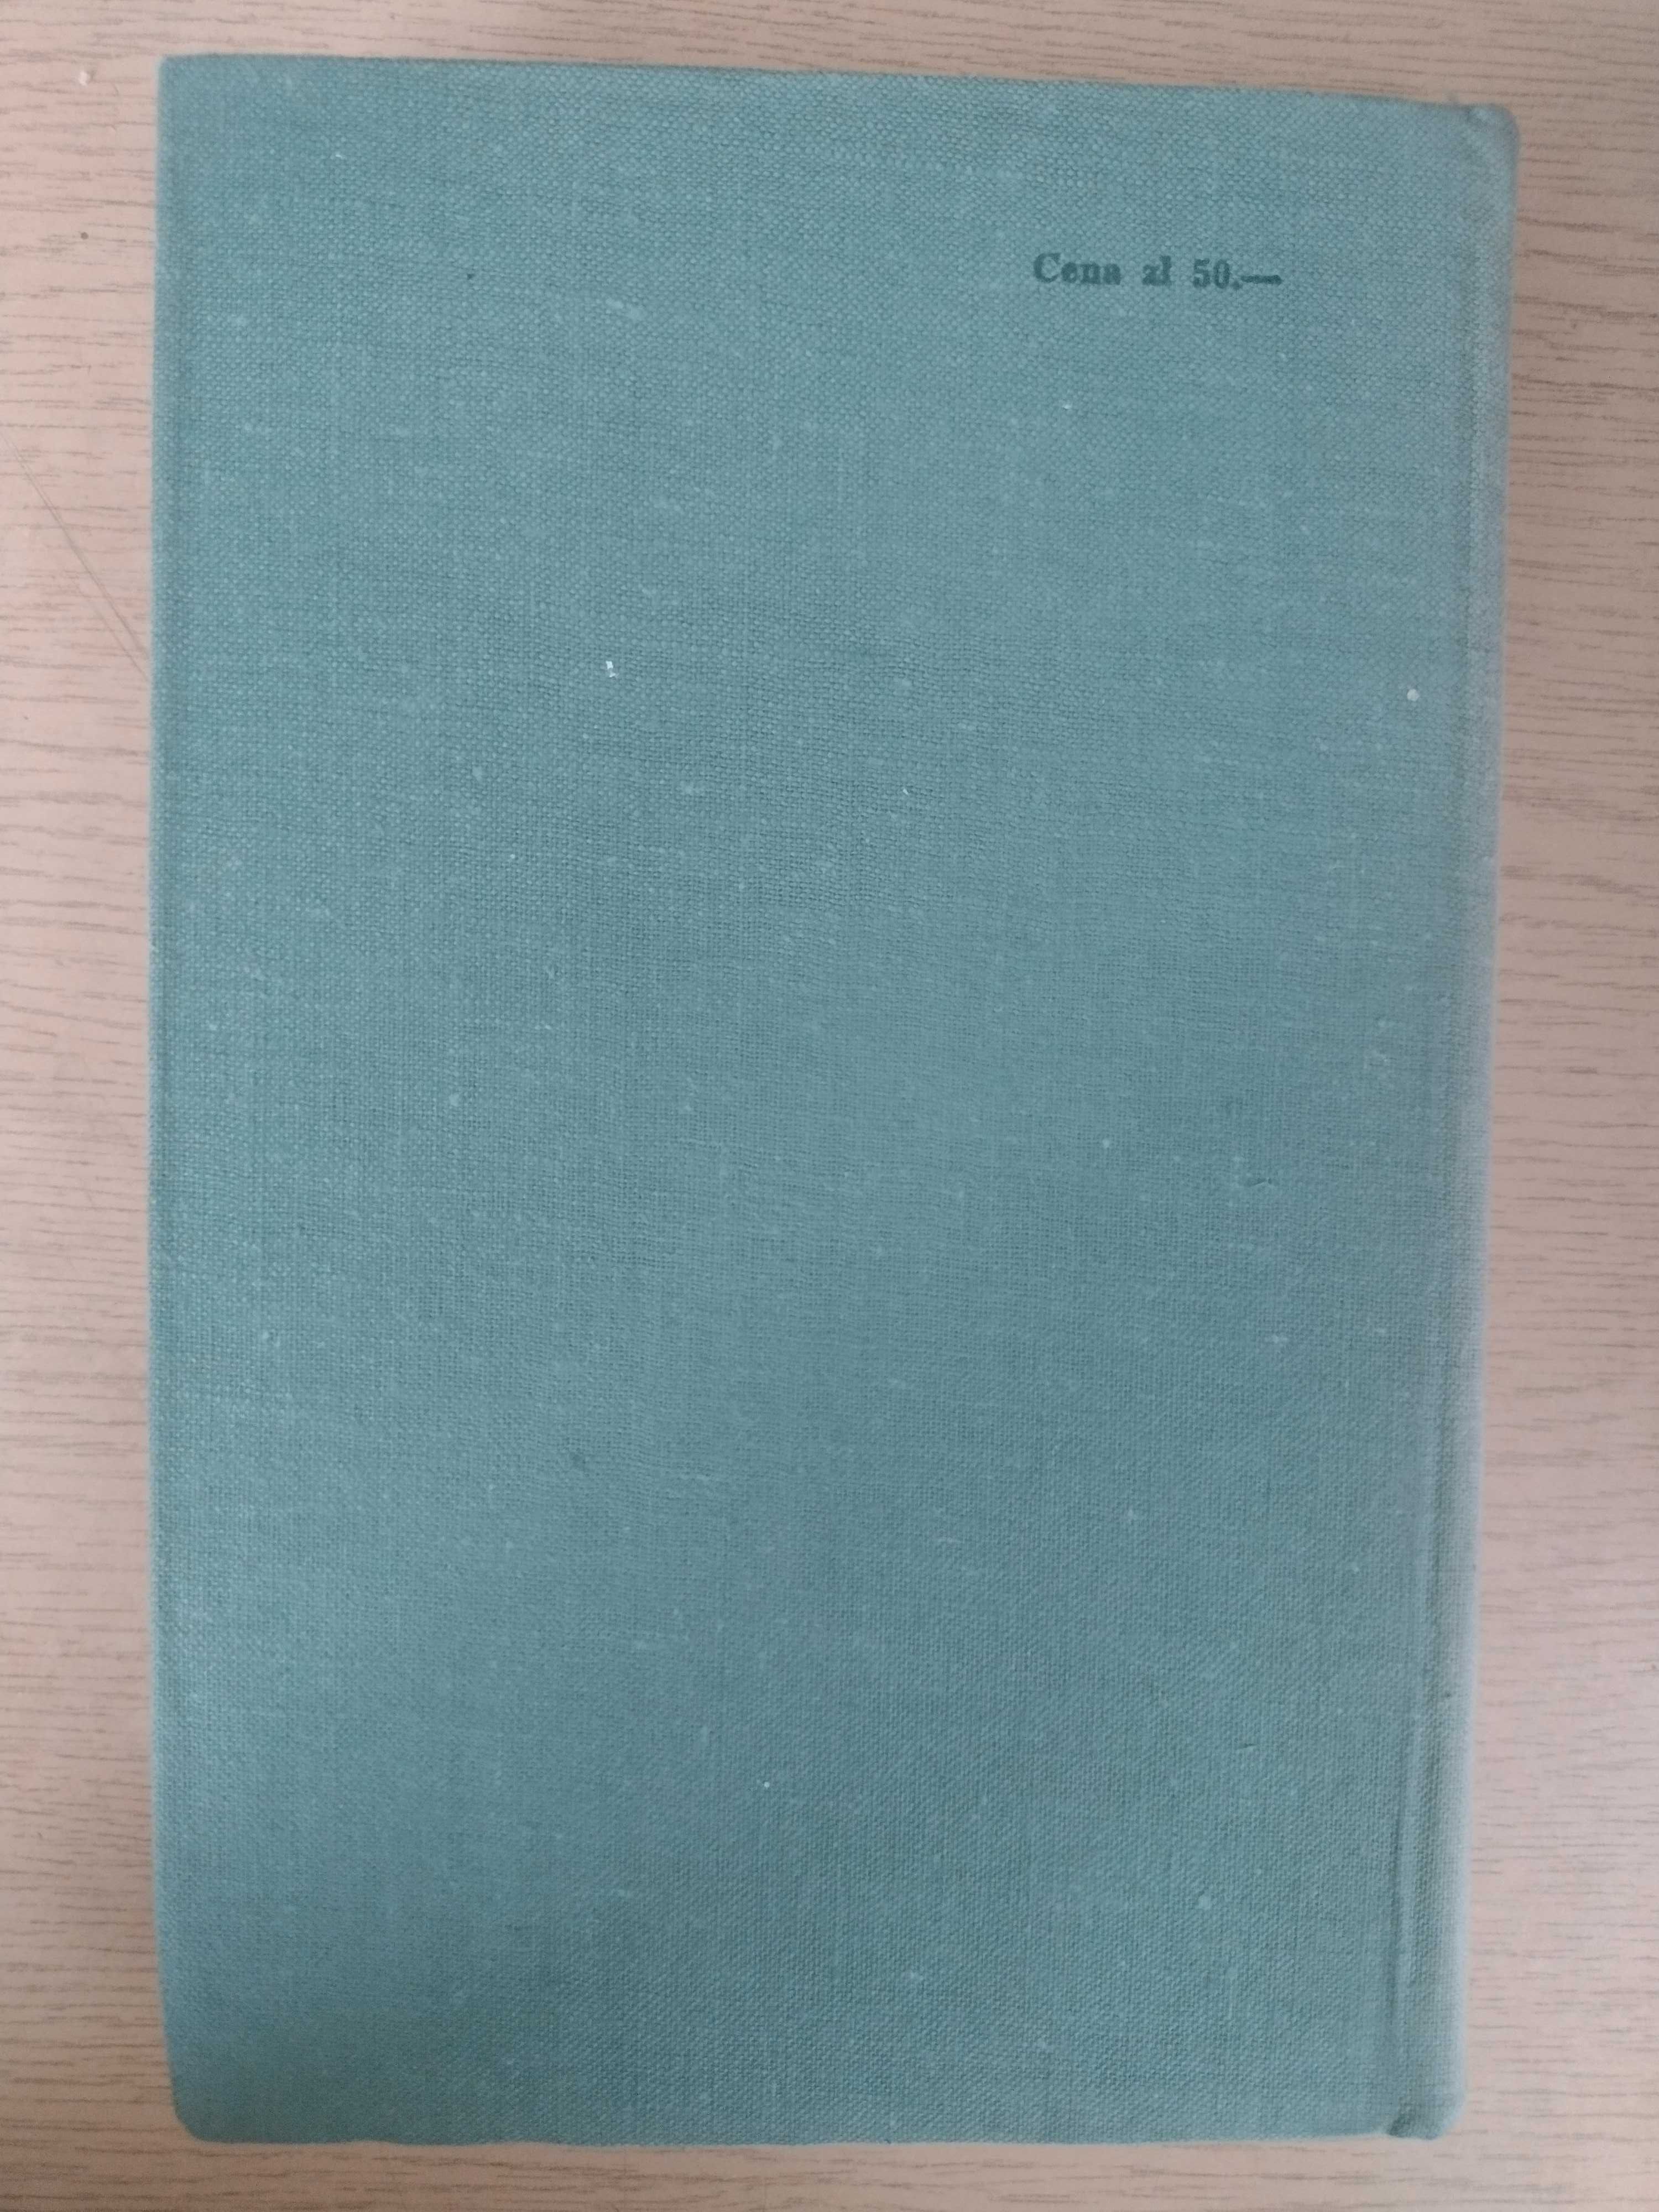 Cena zł 50.—